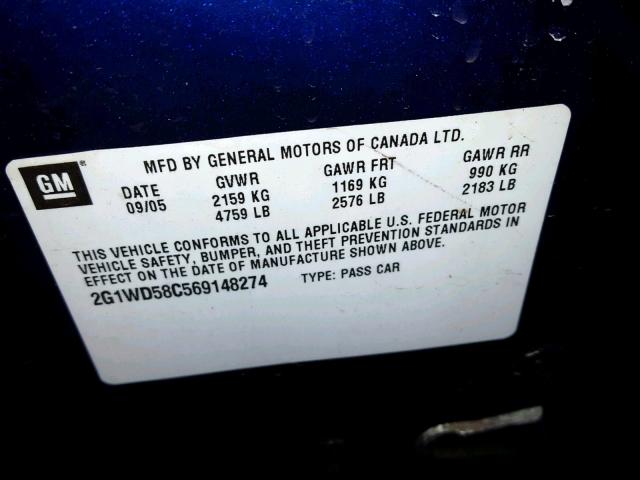 GM®
MFD BY GENERAL MOTORS OF CANADA LTD.
DATE GVWR GAWR FRT GAWR RR
09/05 2159 KG 1169 KG 990 KG
4759 LB 2576 LB 2183 LB
THIS VEHICLE CONFORMS TO ALL APPLICABLE U.S. FEDERAL MOTOR
VEHICLE SAFETY, BUMPER, AND THEFT PREVENTION STANDARDS IN
EFFECT ON THE DATE OF MANUFACTURE SHOWN ABOVE.
2G1WD58C569148274 TYPE: PASS CAR